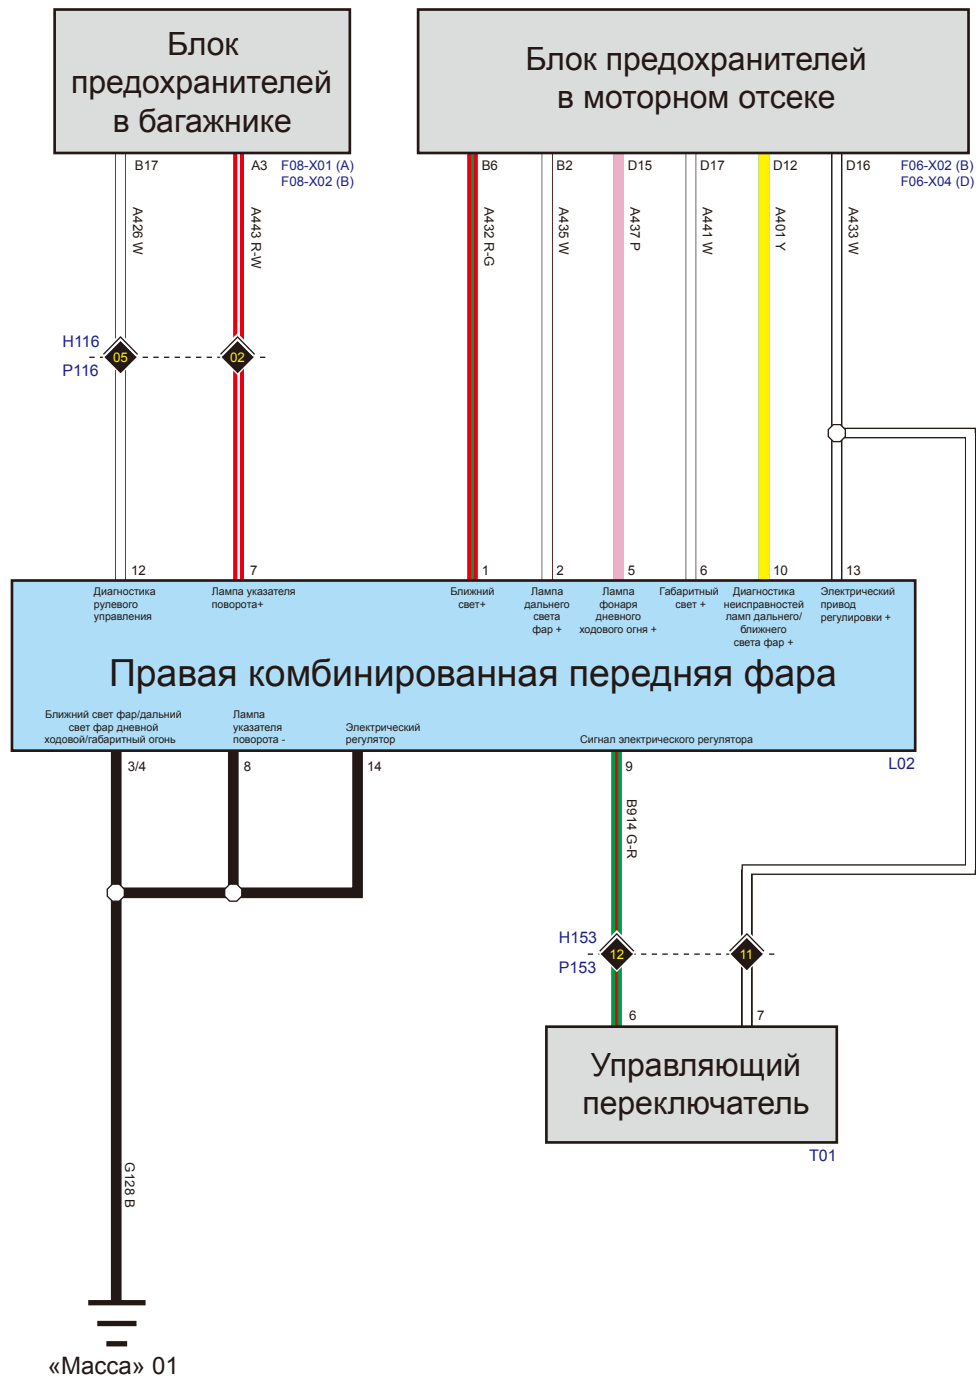 Блок
предохранителей
в багажнике
Блок предохранителей
в моторном отсеке
B17
A3
F08-X01 (A)
F08-X02 (B)
B6
B2
D15
D17
D12
D16
F06-X02 (B)
F06-X04 (D)
A426 W
A443 R-W
A432 R-G
A435 W
A437 P
A441 W
A401 Y
A433 W
H116
P116
05
02
12
7
1
2
5
6
10
13
Диагностика
рулевого
управления
Лампа указателя
поворота+
Ближний
свет+
Лампа
дальнего
света
фар +
Лампа
фонаря
дневного
ходового огня +
Габаритный
свет +
Диагностика
неисправностей
ламп дальнего/
ближнего
света фар +
Электрический
привод
регулировки +
Правая комбинированная передняя фара
Ближний свет фар/дальний
свет фар дневной
ходовой/габаритный огонь
Лампа
указателя
поворота -
Электрический
регулятор
Сигнал электрического регулятора
3/4
8
14
9
L02
B914 G-R
H153
P153
12
11
6
7
Управляющий
переключатель
T01
G128 B
«Масса» 01